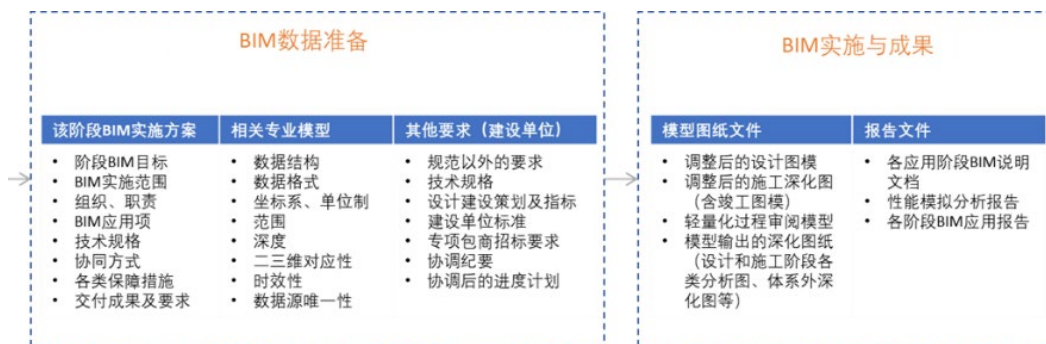 BIM数据准备
该阶段BIM实施方案
• 阶段BIM目标
• BIM实施范围
• 组织、职责
• BIM应用项
• 技术规格
• 协同方式
• 各类保障措施
• 交付成果及要求
相关专业模型
• 数据结构
• 数据格式
• 坐标系、单位制
• 范围
• 深度
• 二三维对应性
• 时效性
• 数据源唯一性
其他要求（建设单位）
• 规范以外的要求
• 技术规格
• 设计建设策划及指标
• 建设单位标准
• 专项包商招标要求
• 协调纪要
• 协调后的进度计划
BIM实施与成果
模型图纸文件
• 调整后的设计图模
• 调整后的施工深化图
（含竣工图模）
• 轻量化过程审阅模型
• 模型输出的深化图纸
（设计和施工阶段各
类分析图、体系外深
化图等）
报告文件
• 各应用阶段BIM说明
文档
• 性能模拟分析报告
• 各阶段BIM应用报告